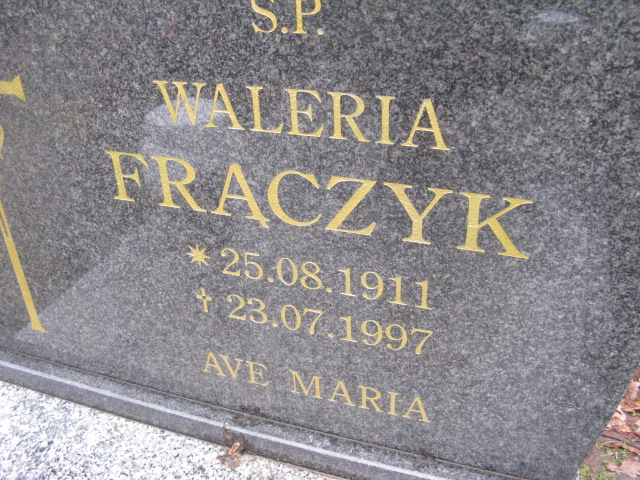 S.P.
WALERIA
FRĄCZYK
✴ 25.08.1911
✝ 23.07.1997
AVE MARIA